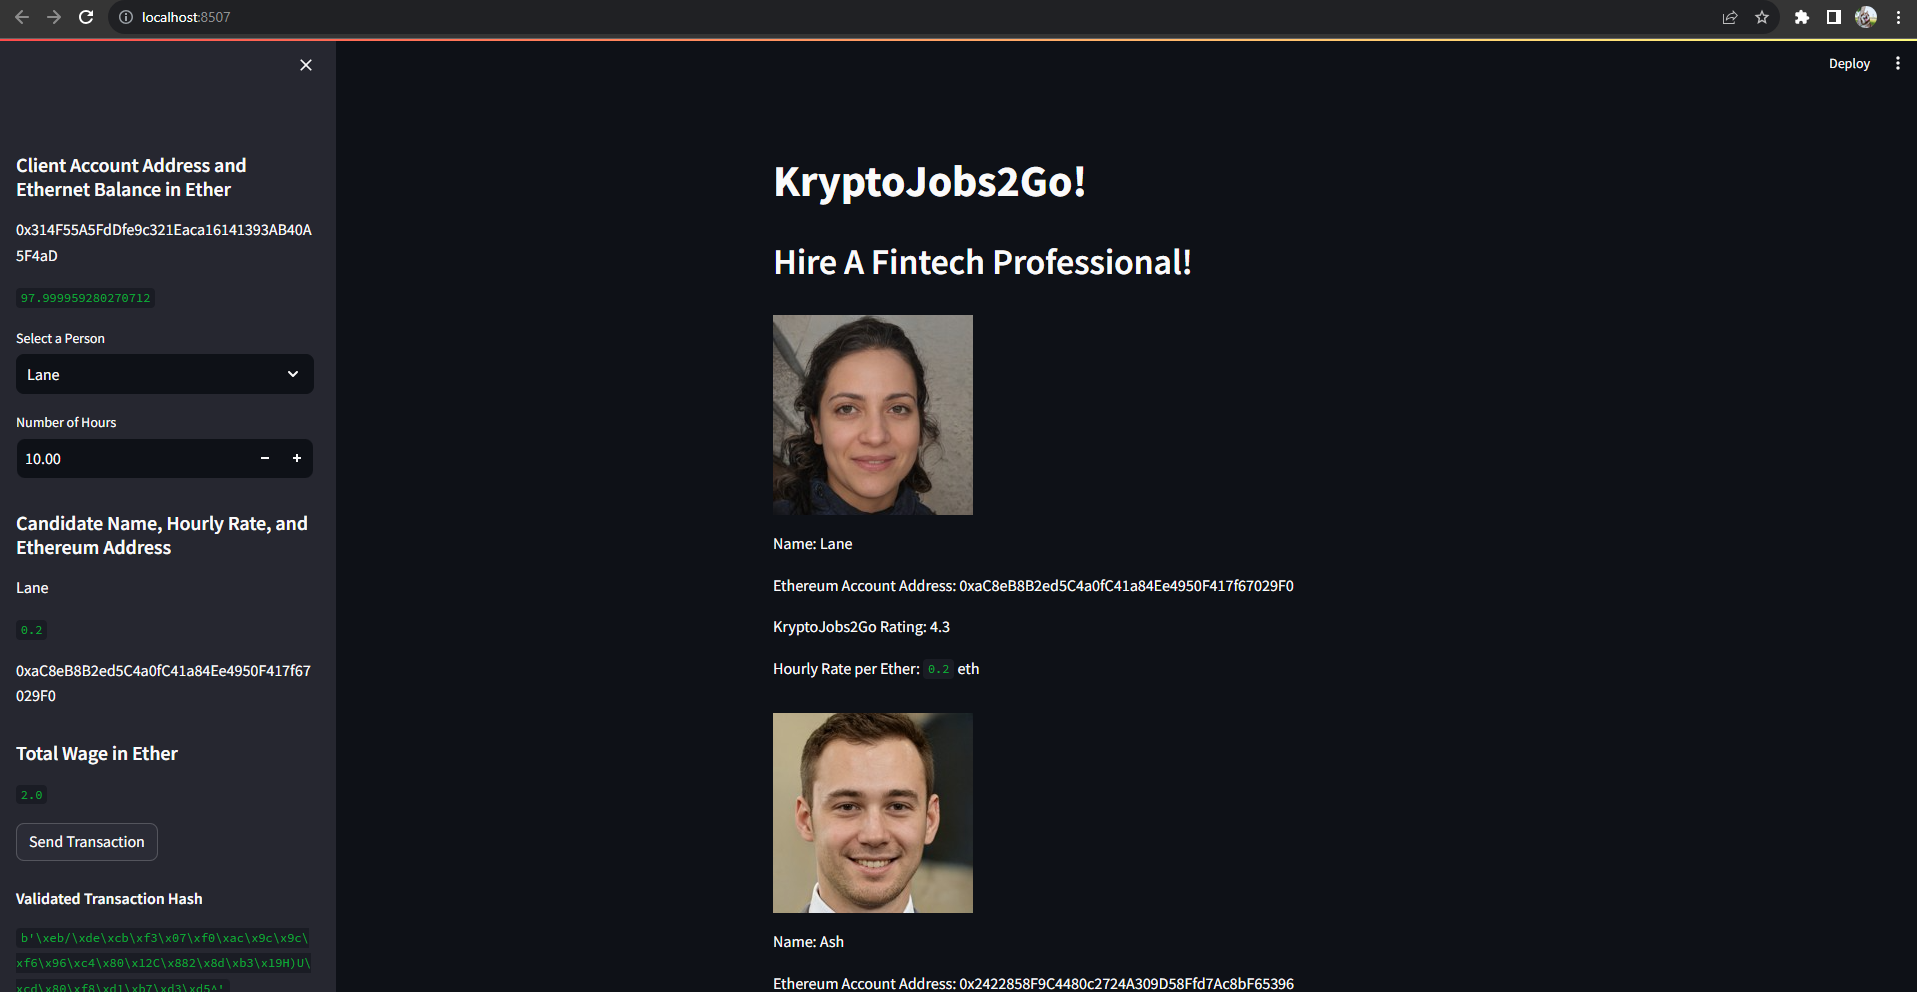 localhost:8507
Deploy
Client Account Address and
Ethernet Balance in Ether
0x314F55A5FdDfe9c321Eaca16141393AB40A
5F4aD
97.999959280270712
Select a Person
Lane
Number of Hours
10.00
Candidate Name, Hourly Rate, and
Ethereum Address
Lane
0.2
0xaC8eB8B2ed5C4a0fC41a84Ee4950F417f67
029F0
Total Wage in Ether
2.0
Send Transaction
Validated Transaction Hash
b'\xeb/\xde\xcb\xf3\x07\xf0\xac\x9c\x9c\
xf6\x96\xc4\x80\x12C\x882\x8d\xb3\x19H)U\
xcd\x80\xf8\xd1\xb7\xd3\xd5^'
KryptoJobs2Go!
Hire A Fintech Professional!
Name: Lane
Ethereum Account Address: 0xaC8eB8B2ed5C4a0fC41a84Ee4950F417f67029F0
KryptoJobs2Go Rating: 4.3
Hourly Rate per Ether: 0.2 eth
Name: Ash
Ethereum Account Address: 0x2422858F9C4480c2724A309D58Ffd7Ac8bF65396